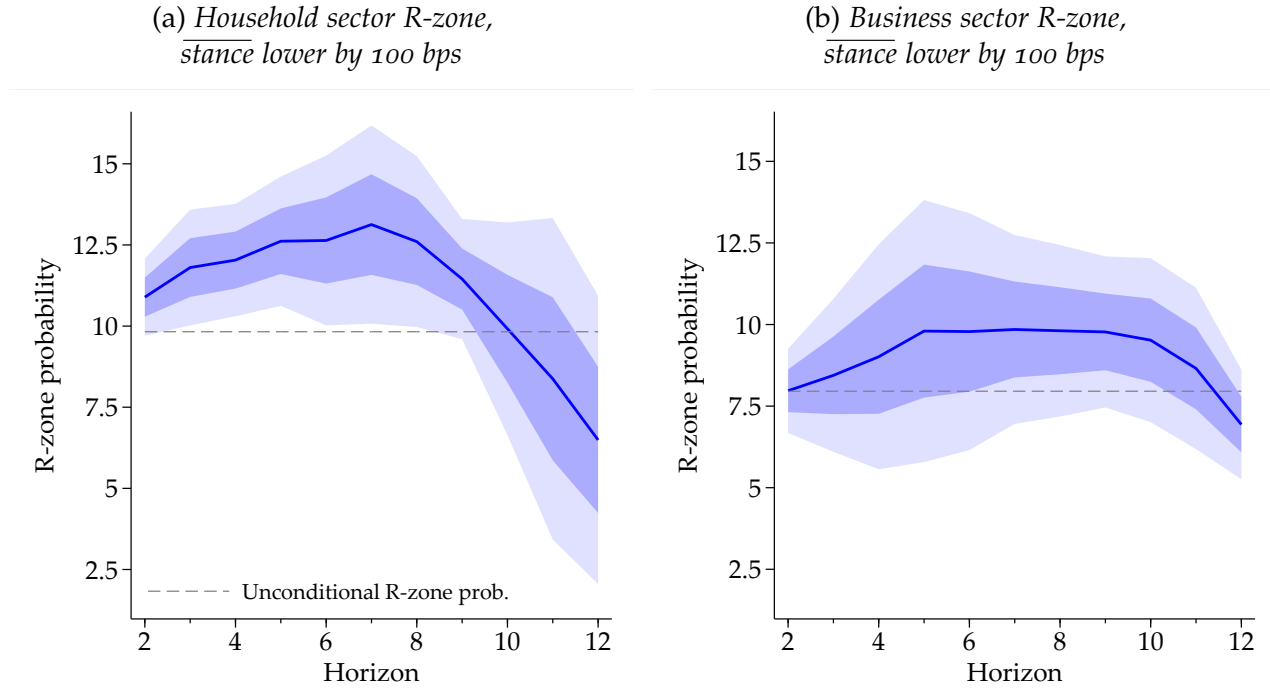 (a) Household sector R-zone,
stance lower by 100 bps
R-zone probability
15
12.5
10
7.5
5
2.5
Unconditional R-zone prob.
2 4 6 8 10 12
Horizon
(b) Business sector R-zone,
stance lower by 100 bps
R-zone probability
15
12.5
10
7.5
5
2.5
2 4 6 8 10 12
Horizon